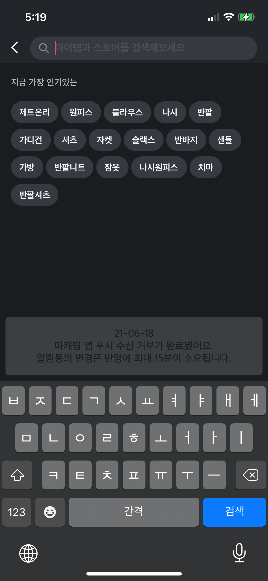 5:19
아이템과 스토어를 검색해보세요
지금 가장 인기있는
제트온리 원피스 블라우스 나시 반팔
가디건 셔츠 자켓 슬랙스 반바지 샌들
가방 반팔니트 잠옷 나시원피스 치마
반팔셔츠
21-06-18
마케팅 앱 푸시 수신 거부가 완료됐어요.
알림동의 변경은 반영에 최대 15분이 소요됩니다.
ㅂ ㅈ ㄷ ㄱ ㅅ ㅛ ㅕ ㅑ ㅐ ㅔ
ㅁ ㄴ ㅇ ㄹ ㅎ ㅗ ㅓ ㅏ ㅣ
ㅋ ㅌ ㅊ ㅍ ㅠ ㅜ ㅡ
123 간격 검색